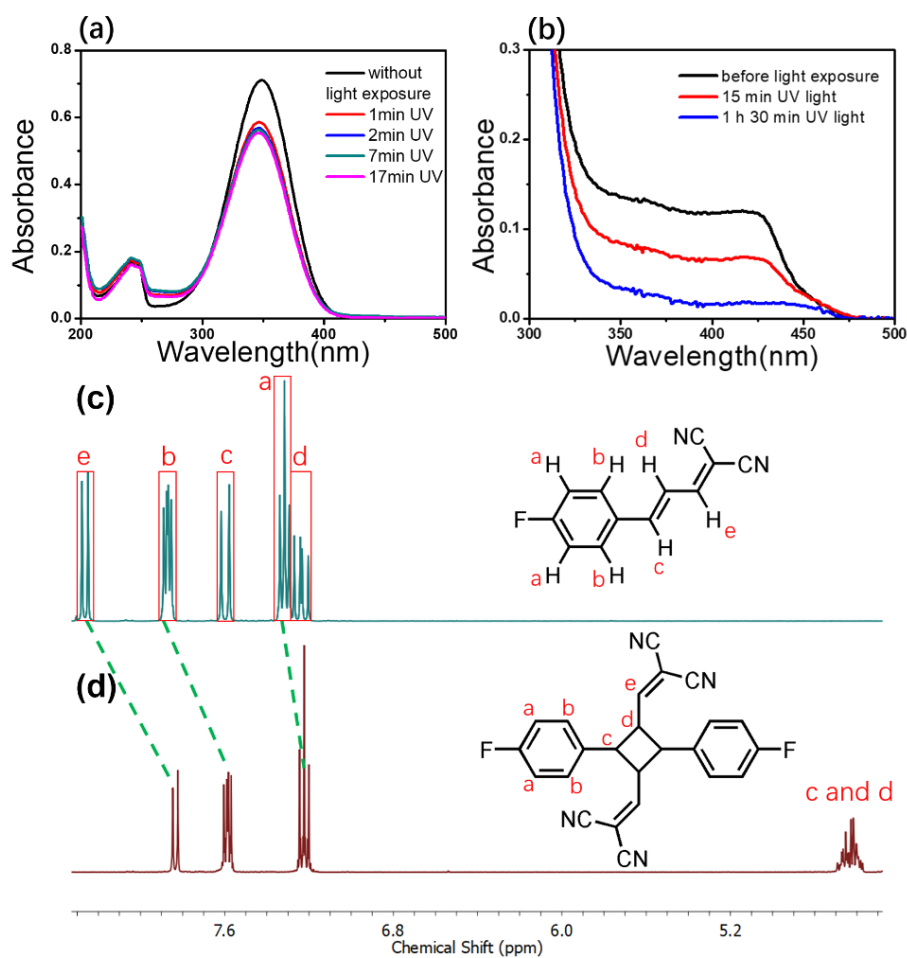 (a)
Absorbance
0.8
0.6
0.4
0.2
0.0
200
300
400
500
Wavelength(nm)
without
light exposure
1min UV
2min UV
7min UV
17min UV
(b)
Absorbance
0.3
0.2
0.1
0.0
300
350
400
450
500
Wavelength(nm)
before light exposure
15 min UV light
1 h 30 min UV light
(c)
e
b
c
a
d
NC
CN
d
a
H
b
H
H
F
H
e
H
c
a
H
b
H
(d)
NC
CN
e
a
b
d
F
c
F
a
b
NC
CN
c and d
7.6
6.8
6.0
5.2
Chemical Shift (ppm)